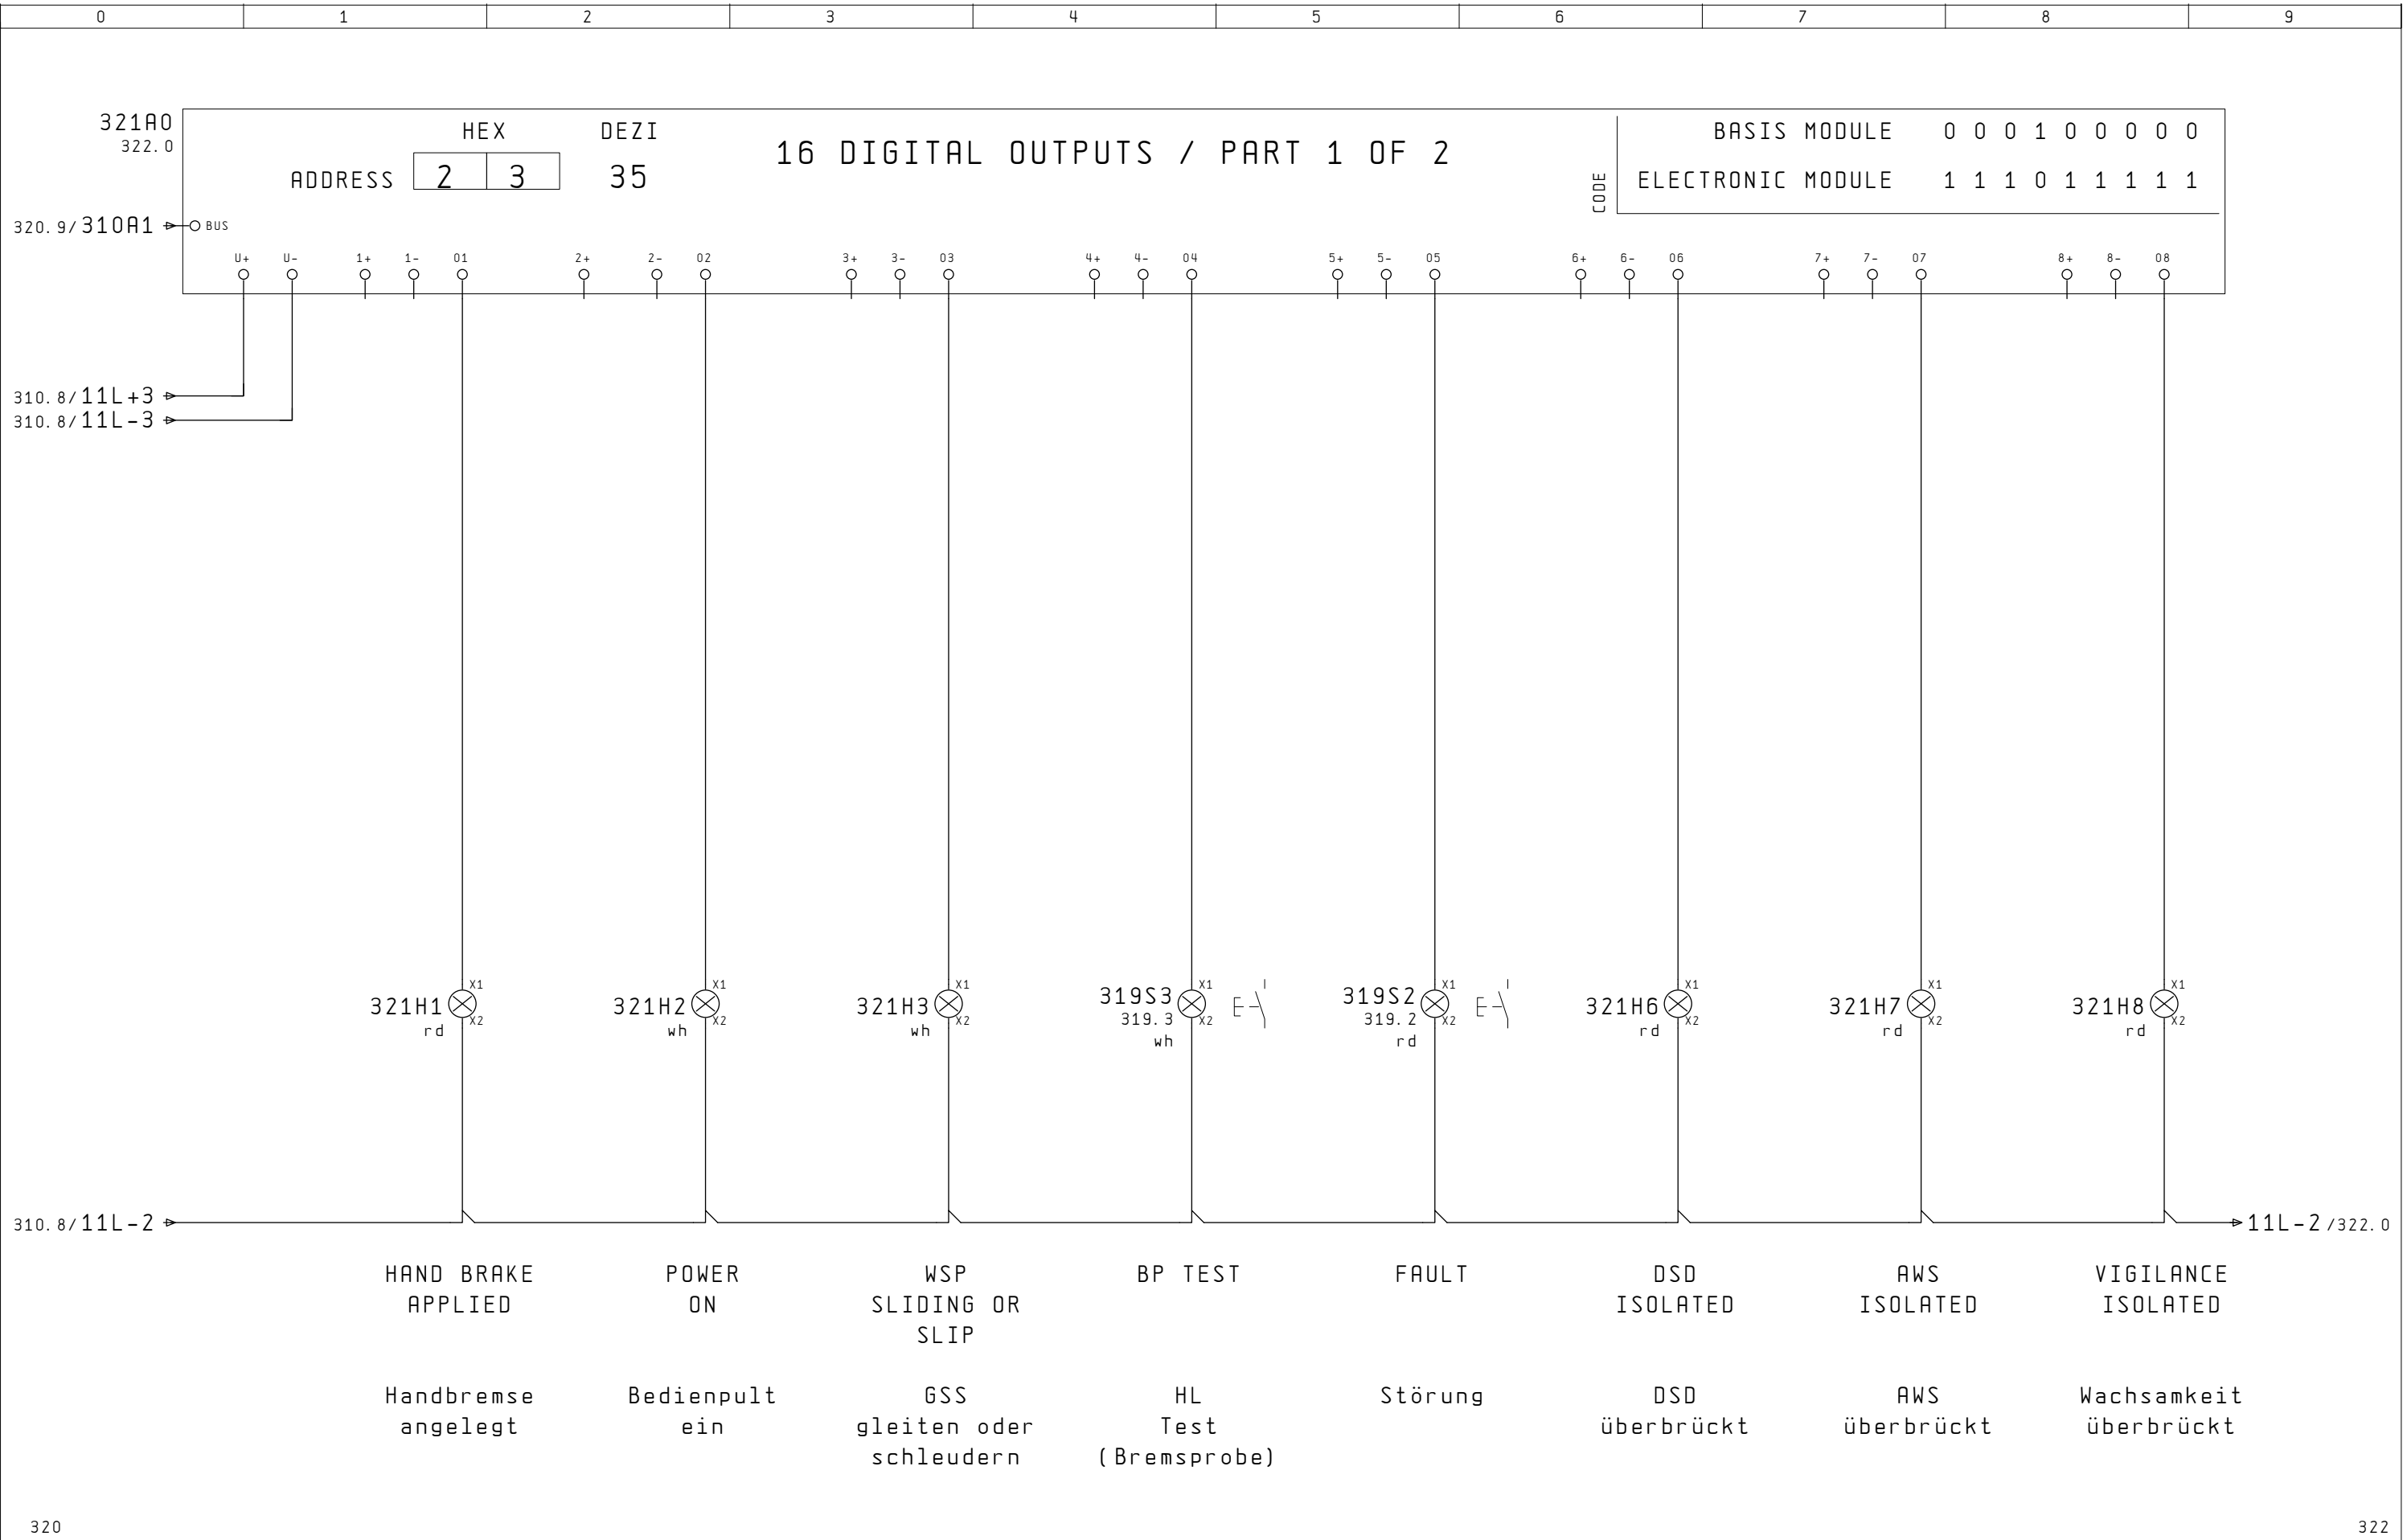 0 1 2 3 4 5 6 7 8 9
321A0
322.0
HEX DEZI
ADDRESS 2 3 35
16 DIGITAL OUTPUTS / PART 1 OF 2
CODE
BASIS MODULE 0 0 0 1 0 0 0 0 0
ELECTRONIC MODULE 1 1 1 0 1 1 1 1 1
320.9/310A1 BUS
U+ U- 1+ 1- 01 2+ 2- 02 3+ 3- 03 4+ 4- 04 5+ 5- 05 6+ 6- 06 7+ 7- 07 8+ 8- 08
310.8/11L+3
310.8/11L-3
X1 X1 X1 X1 X1 X1 X1 X1
321H1 321H2 321H3 319S3 319S2 321H6 321H7 321H8
319.3 319.2
X2 X2 X2 X2 X2 X2 X2 X2
rd wh wh wh rd rd rd rd
310.8/11L-2 11L-2/322.0
HAND BRAKE
APPLIED
POWER
ON
WSP
SLIDING OR
SLIP
BP TEST
FAULT
DSD
ISOLATED
AWS
ISOLATED
VIGILANCE
ISOLATED
Handbremse
angelegt
Bedienpult
ein
GSS
gleiten oder
schleudern
HL
Test
(Bremsprobe)
Störung
DSD
überbrückt
AWS
überbrückt
Wachsamkeit
überbrückt
320 322